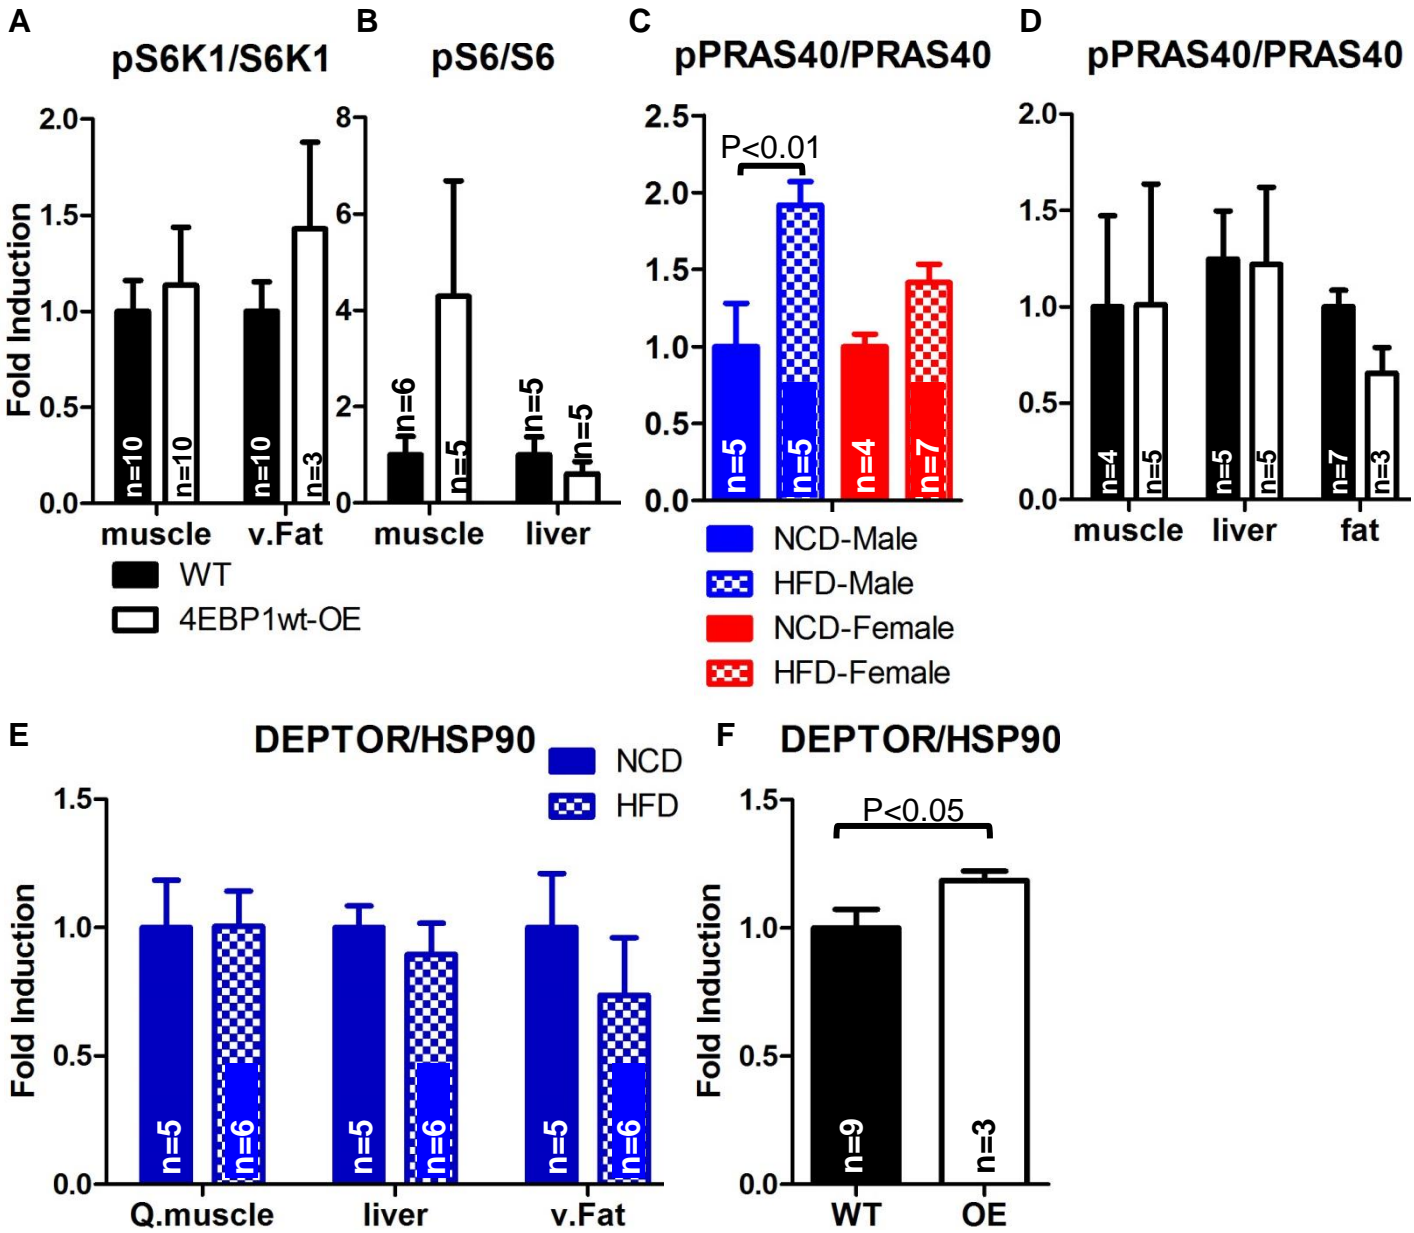 A
B
C
D
pS6K1/S6K1
pS6/S6
pPRAS40/PRAS40
pPRAS40/PRAS40
Fold Induction
2.0
1.5
1.0
0.5
0.0
n=10
n=10
n=10
n=3
muscle
v.Fat
WT
4EBP1wt-OE
8
6
4
2
0
n=6
n=5
n=5
n=5
muscle
liver
2.5
2.0
1.5
1.0
0.5
0.0
P<0.01
n=5
n=5
n=4
n=7
NCD-Male
HFD-Male
NCD-Female
HFD-Female
2.0
1.5
1.0
0.5
0.0
n=4
n=5
n=5
n=5
n=7
n=3
muscle
liver
fat
E
DEPTOR/HSP90
NCD
HFD
Fold Induction
1.5
1.0
0.5
0.0
n=5
n=6
n=5
n=6
n=5
n=6
Q.muscle
liver
v.Fat
F
DEPTOR/HSP90
Fold Induction
1.5
1.0
0.5
0.0
P<0.05
n=9
n=3
WT
OE